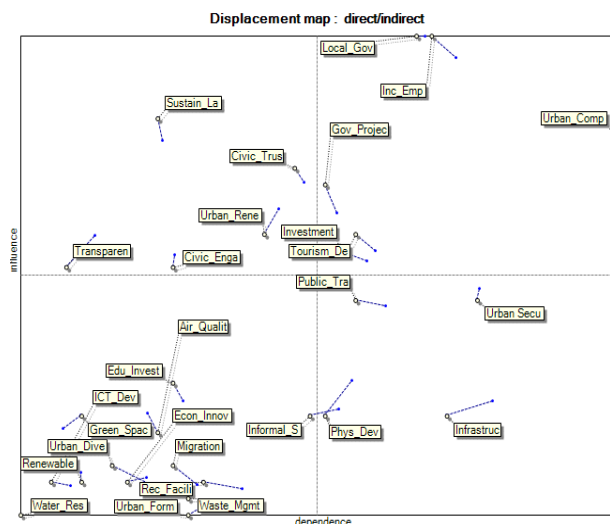 Displacement map : direct/indirect
Local_Gov
Inc_Emp
Sustain_La
Urban_Comp
Gov_Projec
Civic_Trus
Urban_Rene
Investment
Transparen
Civic_Enga
Tourism_De
influence
Public_Tra
Urban Secu
Air_Qualit
Edu_Invest
ICT_Dev
Econ_Innov
Green_Spac
Informal_S
Phys_Dev
Infrastruc
Urban_Dive
Migration
Renewable
Rec_Facili
Water_Res
Urban_Form
Waste_Mgmt
dependence